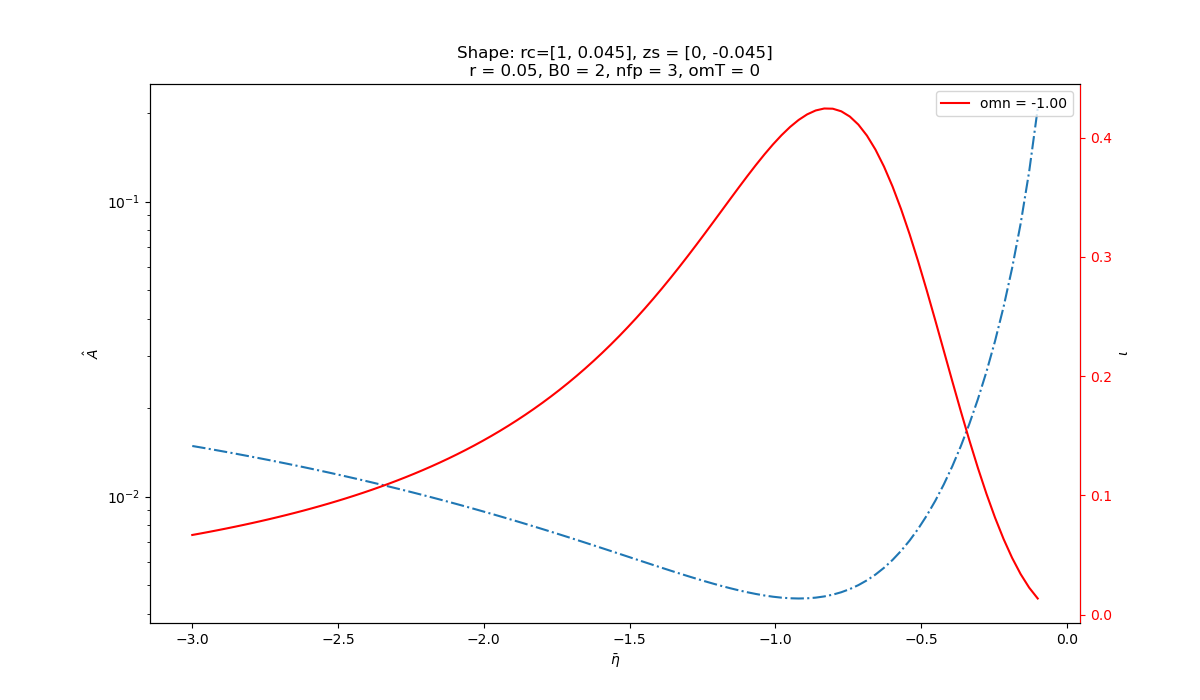 Shape: rc=[1, 0.045], zs = [0, -0.045]
r = 0.05, B0 = 2, nfp = 3, omT = 0
omn = -1.00
10⁻¹
10⁻²
Â
0.4
0.3
0.2
0.1
0.0
ι
−3.0 −2.5 −2.0 −1.5 −1.0 −0.5 0.0
η̄